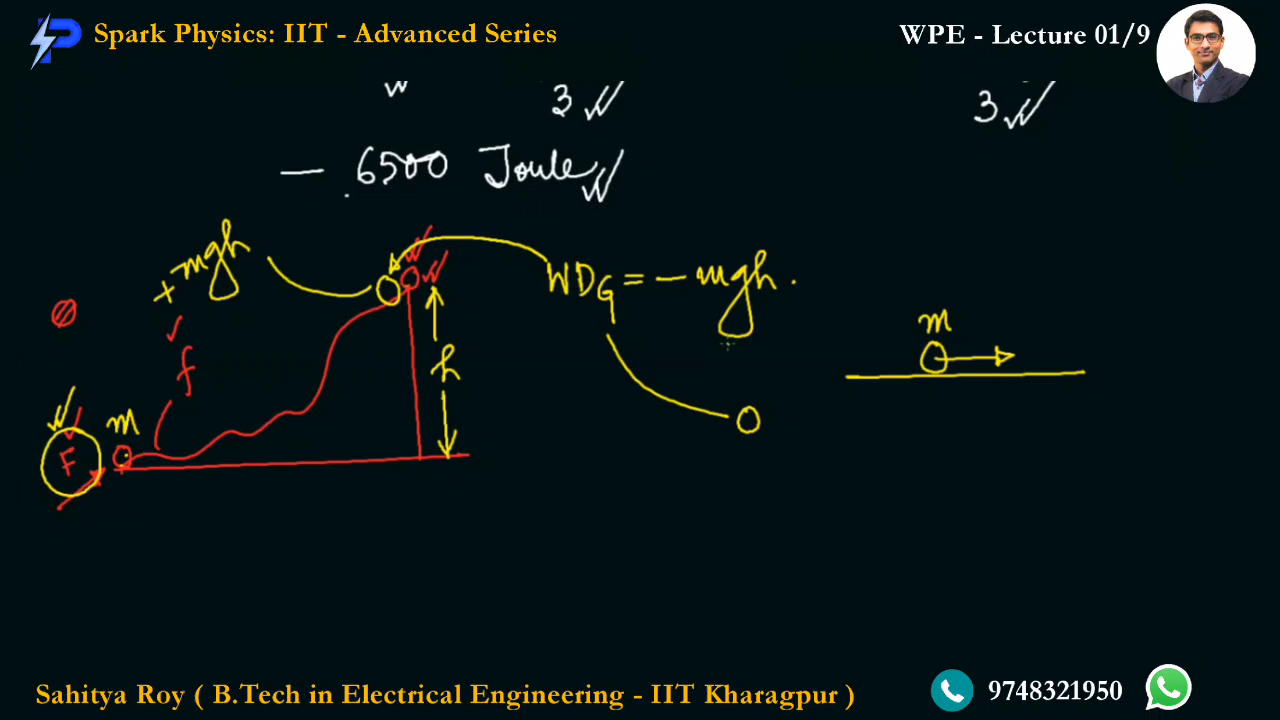 Spark Physics: IIT - Advanced Series
WPE - Lecture 01/9
3
3
- 6500 Joule
+ mgh
WD_G = - mgh.
f
h
m
m
F
Sahitya Roy ( B.Tech in Electrical Engineering - IIT Kharagpur )
9748321950